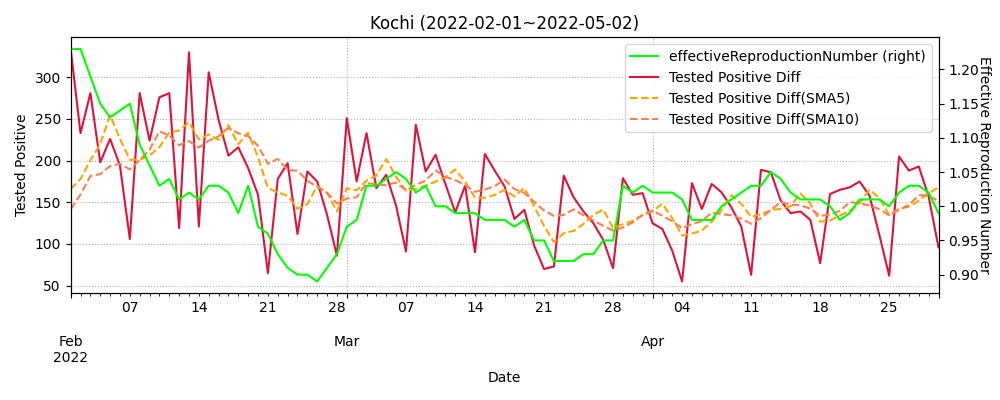 Kochi (2022-02-01~2022-05-02)
effectiveReproductionNumber (right)
Tested Positive Diff
Tested Positive Diff(SMA5)
Tested Positive Diff(SMA10)
Tested Positive
300
250
200
150
100
50
1.20
1.15
1.10
1.05
1.00
0.95
0.90
Effective Reproduction Number
07 14 21 28 07 14 21 28 04 11 18 25
Feb Mar Apr
2022
Date